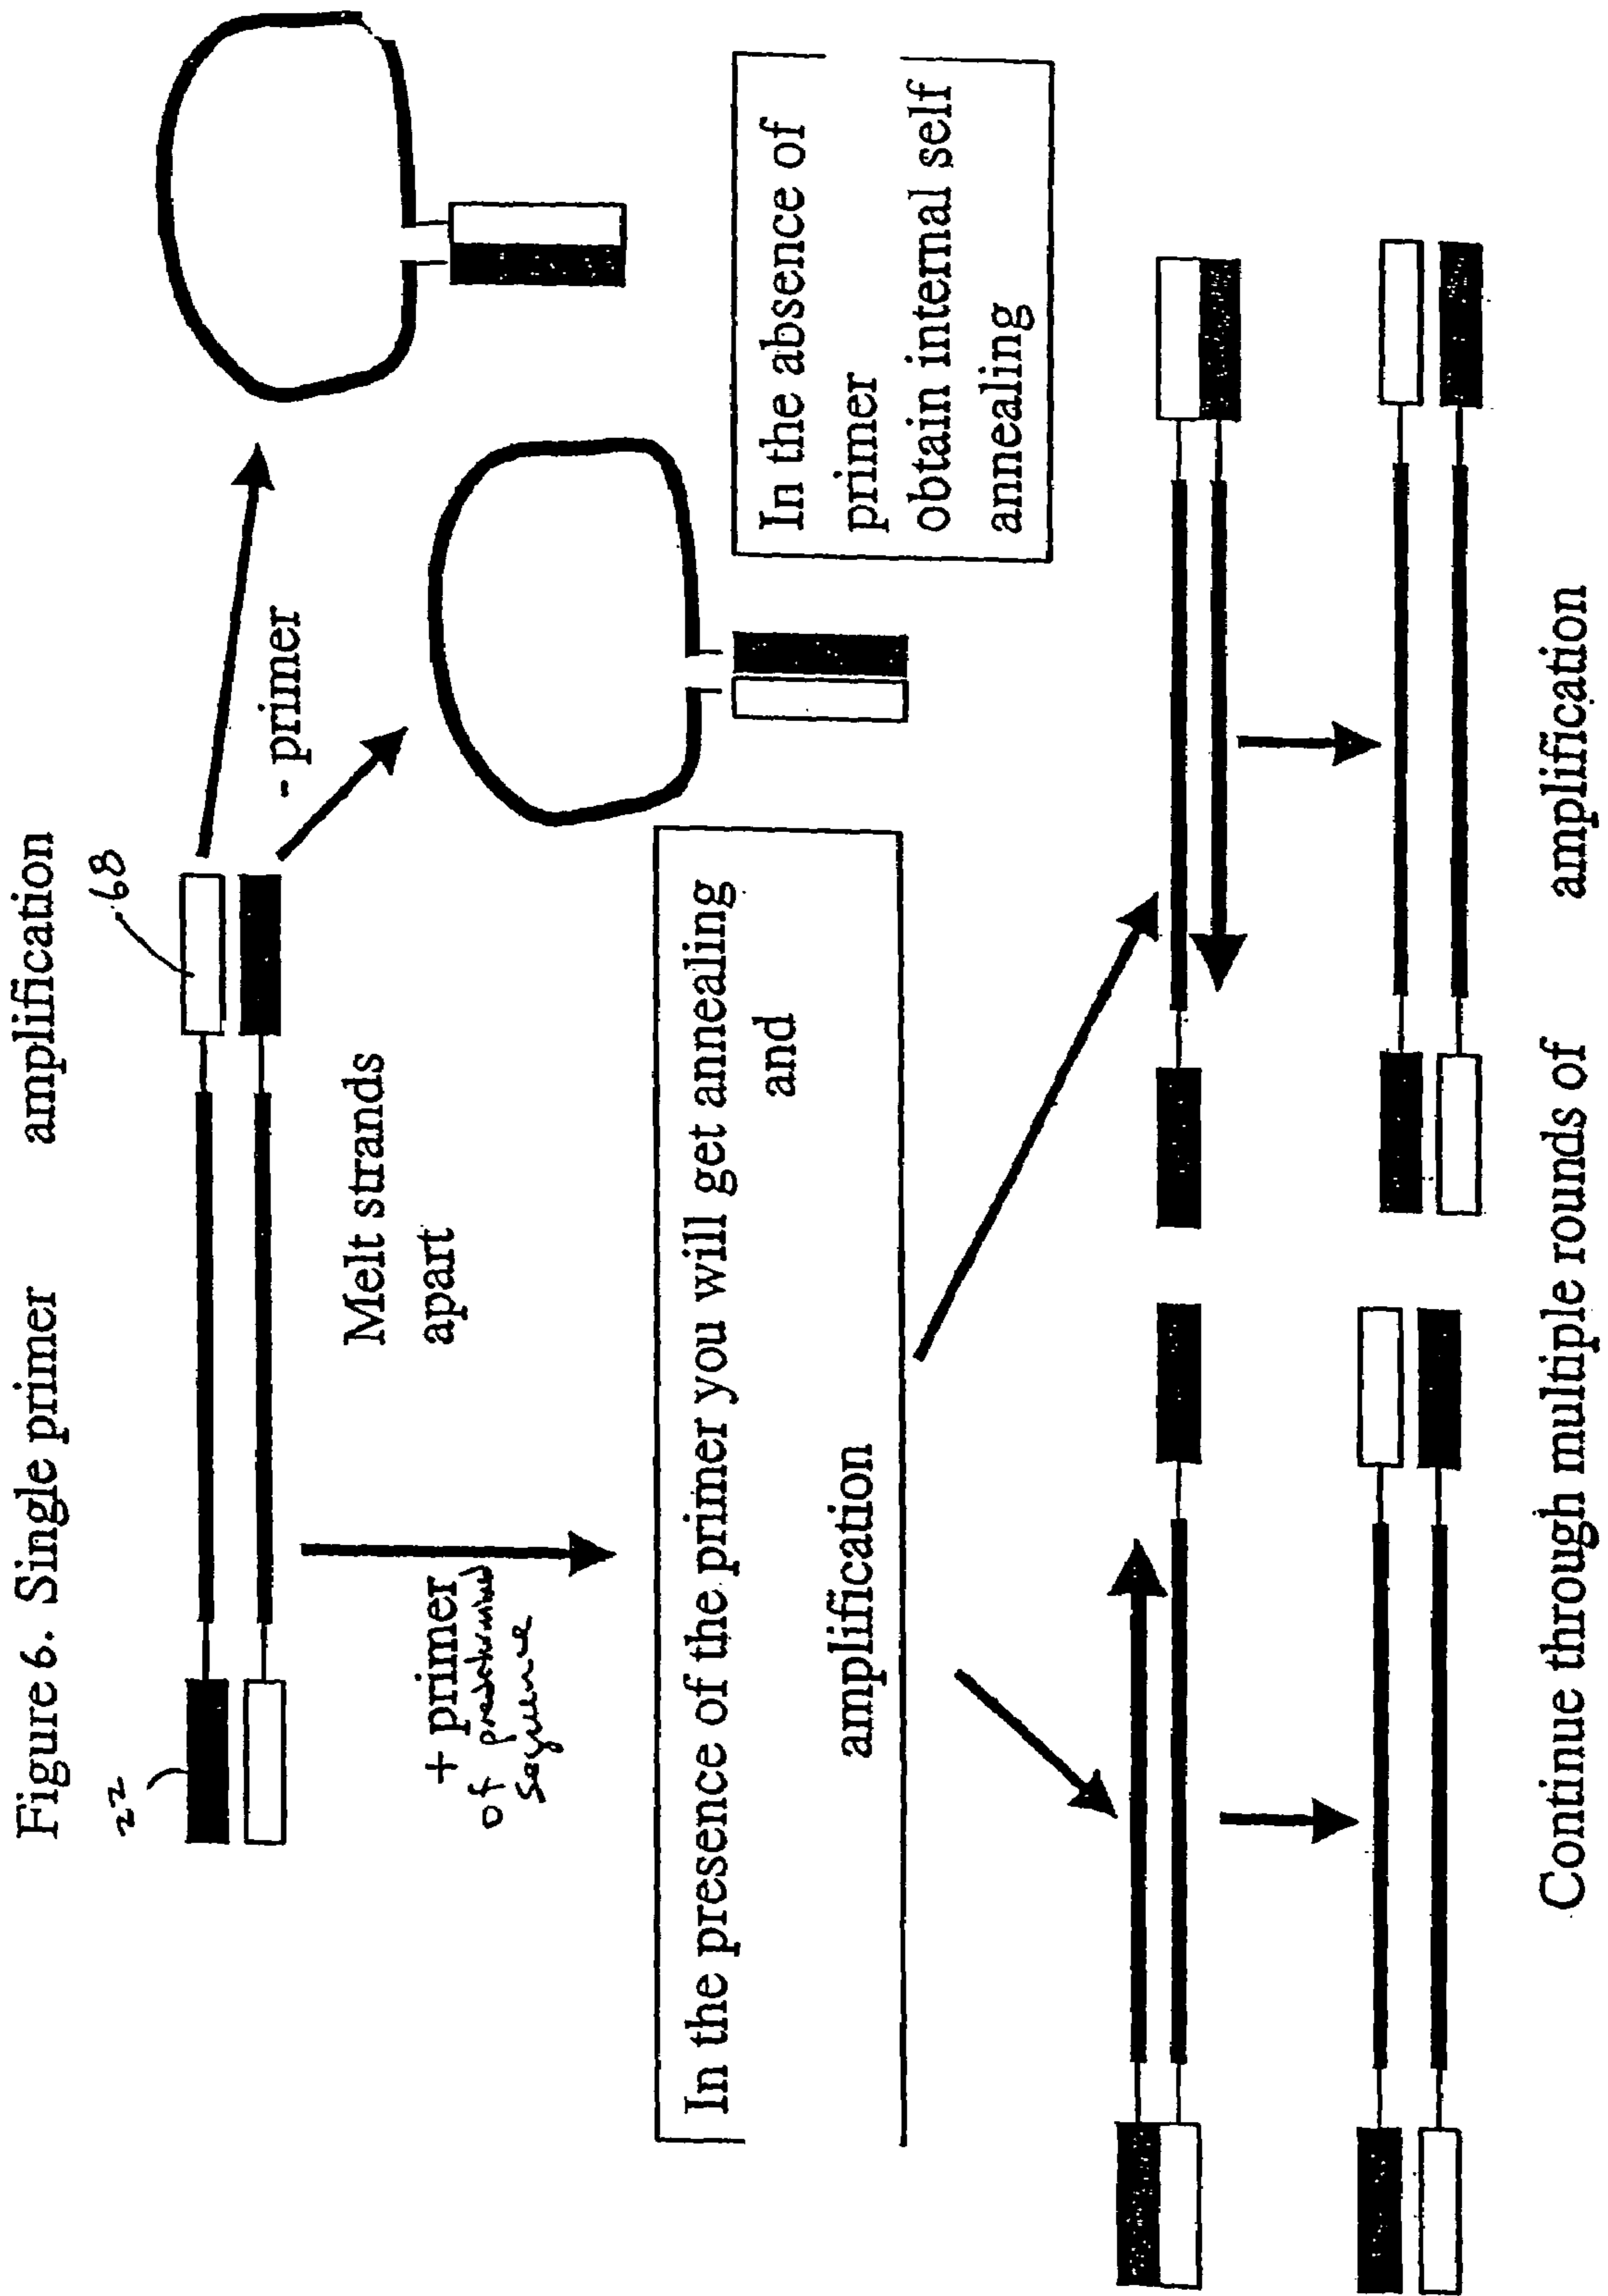 Figure 6. Single primer amplification
22
68
Melt strands
apart
- primer
+ primer
of predetermined
sequence
In the absence of
primer
obtain internal self
annealing
In the presence of the primer you will get annealing
and
amplification
Continue through multiple rounds of amplification